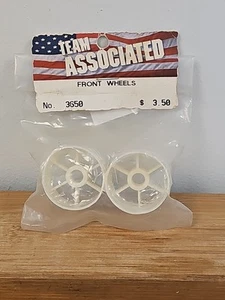 TEAM
ASSOCIATED
FRONT WHEELS
No. 3650 $ 3.50